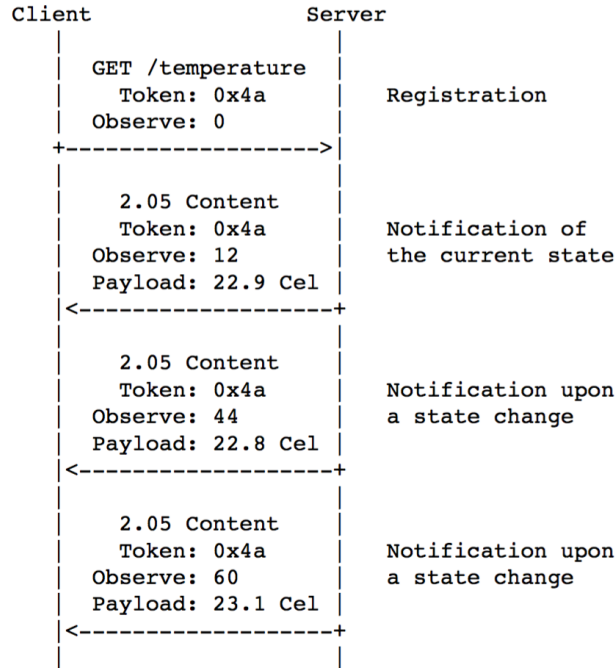 Client Server
GET /temperature
Token: 0x4a Registration
Observe: 0
+------------------->|
2.05 Content
Token: 0x4a Notification of
Observe: 12 the current state
Payload: 22.9 Cel
|<-------------------+
2.05 Content
Token: 0x4a Notification upon
Observe: 44 a state change
Payload: 22.8 Cel
|<-------------------+
2.05 Content
Token: 0x4a Notification upon
Observe: 60 a state change
Payload: 23.1 Cel
|<-------------------+